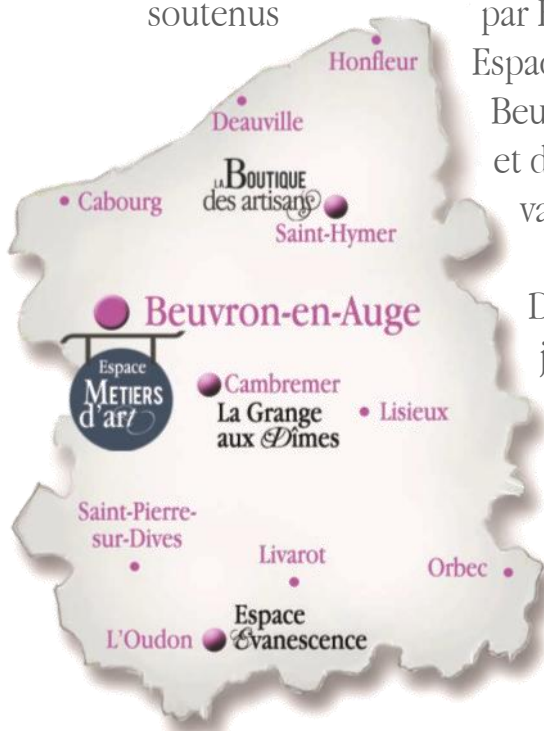 soutenus
Honfleur
Deauville
LA BOUTIQUE
des artisans
Cabourg
Saint-Hymer
Beuvron-en-Auge
Espace
METIERS
d'art
Cambremer
La Grange
aux Dîmes
Lisieux
Saint-Pierre-
sur-Dives
Livarot
Orbec
L'Oudon
Espace
Evanescence
par
Espac
Beu
et d
va
D
j